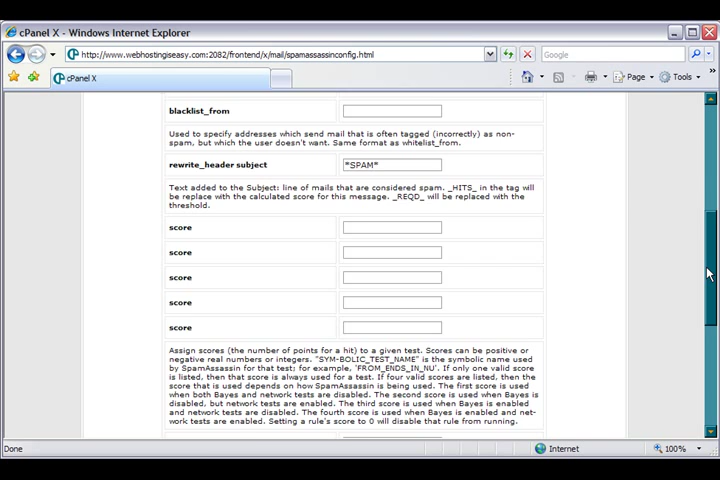 cPanel X - Windows Internet Explorer
http://www.webhostingiseasy.com:2082/frontend/x/mail/spamassassinconfig.html
Google
cPanel X
Page
Tools
blacklist_from
Used to specify addresses which send mail that is often tagged (incorrectly) as non-
spam, but which the user doesn't want. Same format as whitelist_from.
rewrite_header subject
*SPAM*
Text added to the Subject: line of mails that are considered spam. _HITS_ in the tag will
be replace with the calculated score for this message. _REQD_ will be replaced with the
threshold.
score
score
score
score
score
Assign scores (the number of points for a hit) to a given test. Scores can be positive or
negative real numbers or integers. "SYM-BOLIC_TEST_NAME" is the symbolic name used
by SpamAssassin for that test; for example, 'FROM_ENDS_IN_NU'. If only one valid score
is listed, then that score is always used for a test. If four valid scores are listed, then the
score that is used depends on how SpamAssassin is being used. The first score is used
when both Bayes and network tests are disabled. The second score is used when Bayes is
disabled, but network tests are enabled. The third score is used when Bayes is enabled
and network tests are disabled. The fourth score is used when Bayes is enabled and net-
work tests are enabled. Setting a rule's score to 0 will disable that rule from running.
Done
Internet
100%